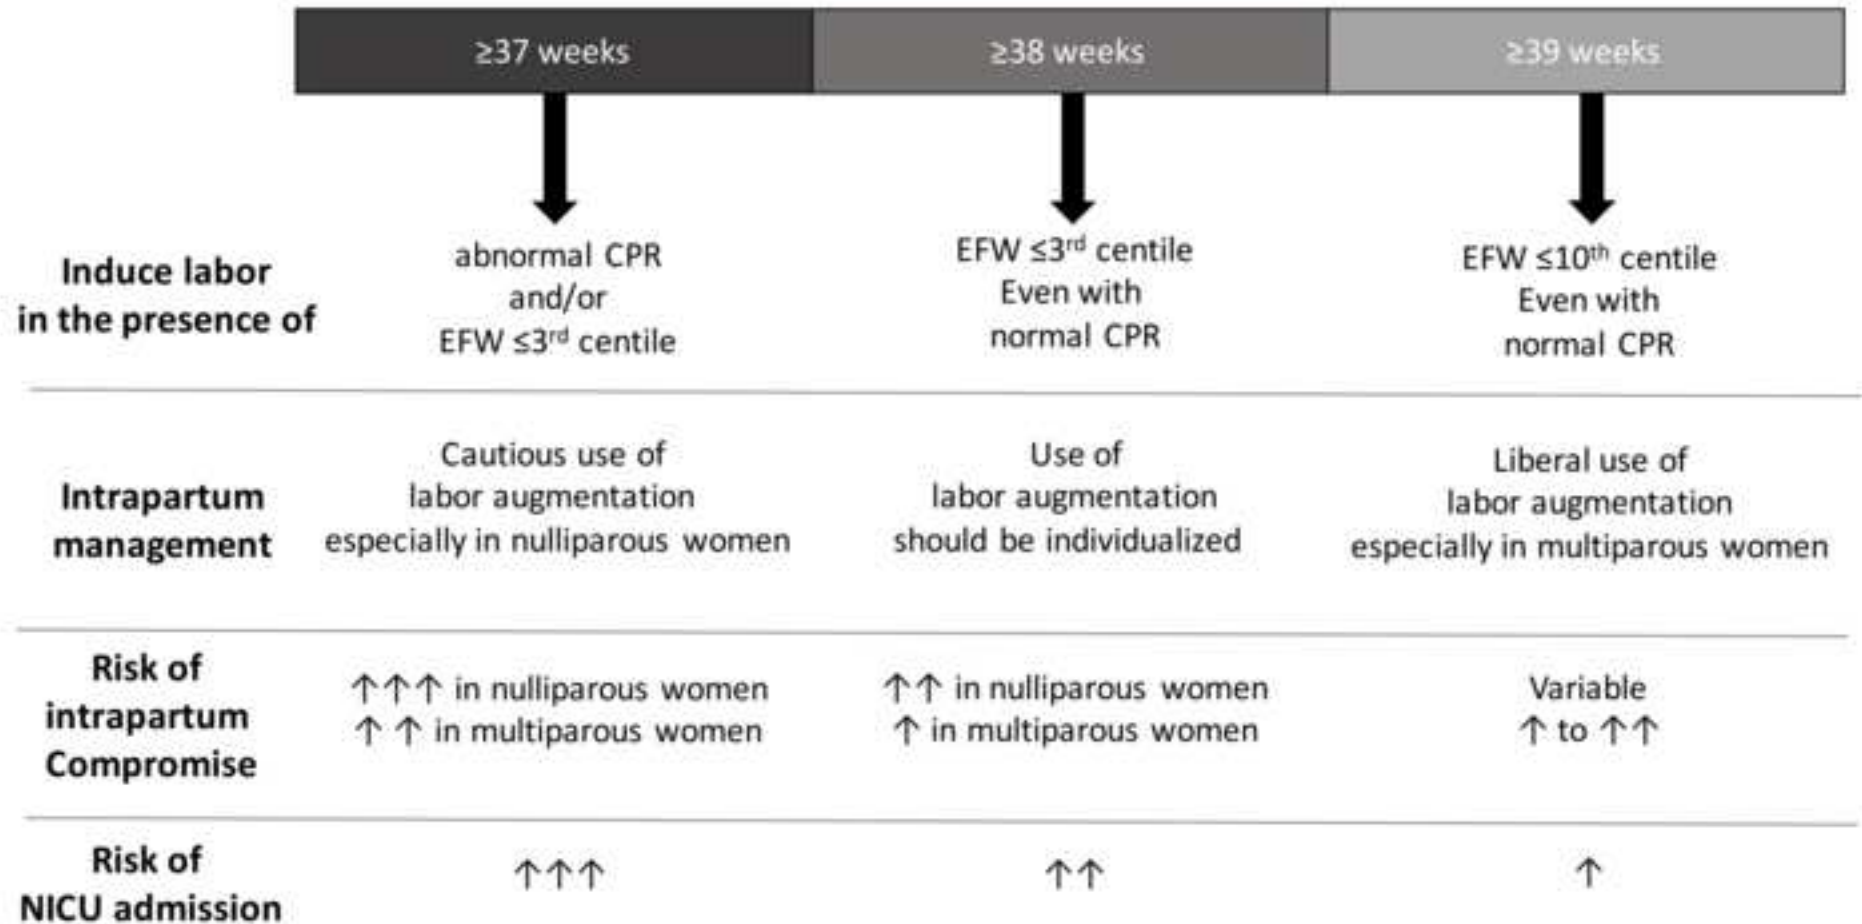 ≥37 weeks
≥38 weeks
≥39 weeks
Induce labor
in the presence of
abnormal CPR
and/or
EFW ≤3rd centile
EFW ≤3rd centile
Even with
normal CPR
EFW ≤10th centile
Even with
normal CPR
Intrapartum
management
Cautious use of
labor augmentation
especially in nulliparous women
Use of
labor augmentation
should be individualized
Liberal use of
labor augmentation
especially in multiparous women
Risk of
intrapartum
Compromise
↑↑↑ in nulliparous women
↑ ↑ in multiparous women
↑↑ in nulliparous women
↑ in multiparous women
Variable
↑ to ↑↑
Risk of
NICU admission
↑↑↑
↑↑
↑